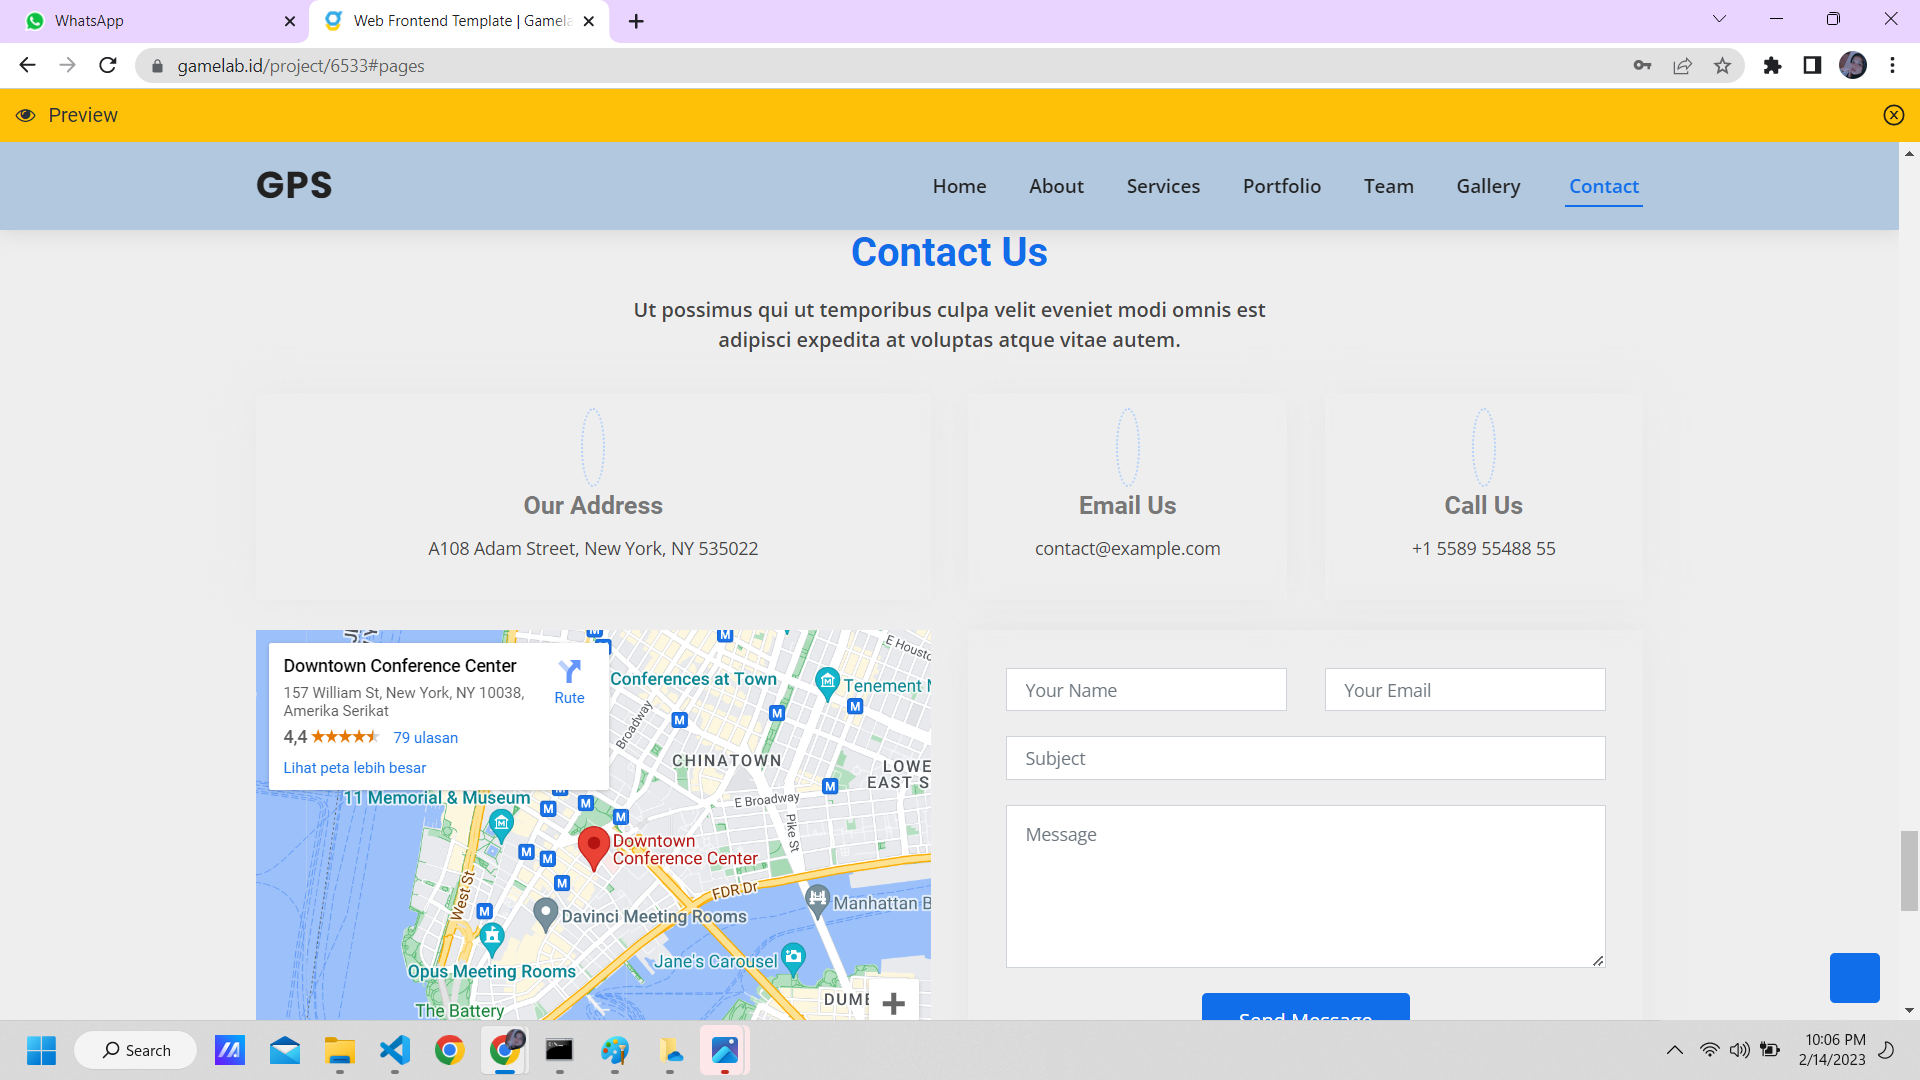 WhatsApp
Web Frontend Template | Gamela
gamelab.id/project/6533#pages
Preview
GPS
Home About Services Portfolio Team Gallery Contact
Contact Us
Ut possimus qui ut temporibus culpa velit eveniet modi omnis est
adipisci expedita at voluptas atque vitae autem.
Our Address
A108 Adam Street, New York, NY 535022
Email Us
contact@example.com
Call Us
+1 5589 55488 55
Downtown Conference Center
157 William St, New York, NY 10038,
Amerika Serikat
4,4
79 ulasan
Lihat peta lebih besar
Rute
Conferences at Town
Tenement
E Houst
Broadway
CHINATOWN
LOWE
EAST S
E Broadway
Pike St
11 Memorial & Museum
Downtown
Conference Center
West St
FDR Dr
Davinci Meeting Rooms
Manhattan B
Jane's Carousel
Opus Meeting Rooms
DUMB
The Battery
Your Name
Your Email
Subject
Message
Send Message
Search
10:06 PM
2/14/2023